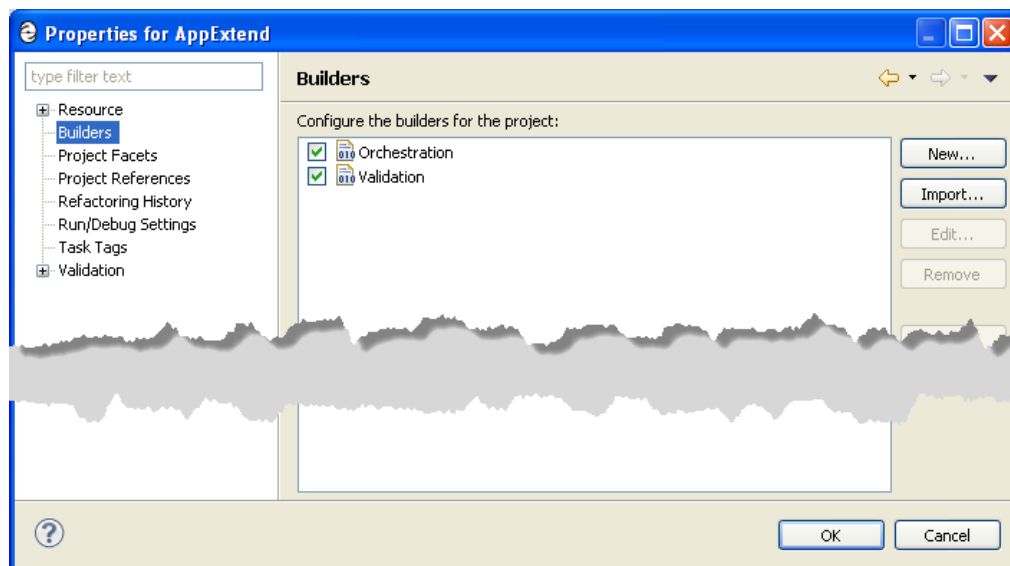 Properties for AppExtend
type filter text
Resource
Builders
Project Facets
Project References
Refactoring History
Run/Debug Settings
Task Tags
Validation
Builders
Configure the builders for the project:
Orchestration
Validation
New...
Import...
Edit...
Remove
OK
Cancel